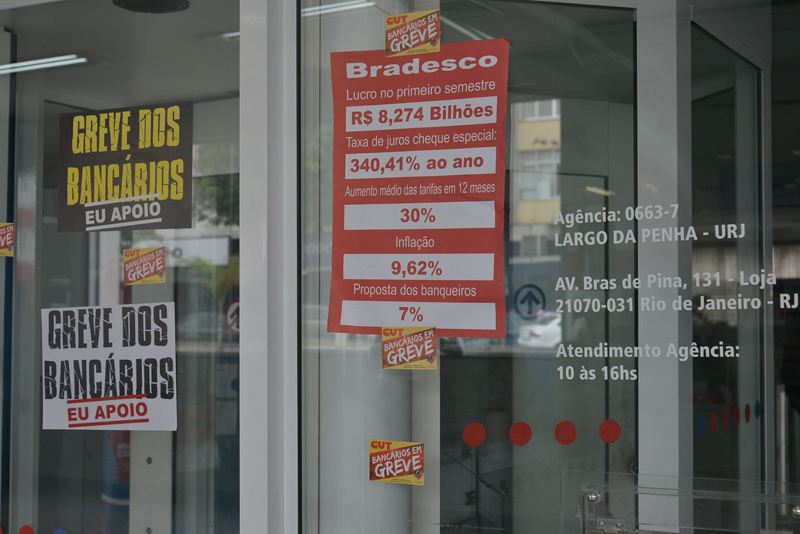 GREVE DOS
BANCÁRIOS
EU APOIO
BANCÁRIOS EM
GREVE
GREVE DOS
BANCÁRIOS
EU APOIO
CUT
BANCÁRIOS EM
GREVE
Bradesco
Lucro no primeiro semestre
R$ 8,274 Bilhões
Taxa de juros cheque especial:
340,41% ao ano
Aumento médio das tarifas em 12 meses
30%
Inflação
9,62%
Proposta dos banqueiros
7%
CUT
BANCÁRIOS EM
GREVE
CUT
BANCÁRIOS EM
GREVE
Agência: 0663-7
LARGO DA PENHA - URJ
AV. Bras de Pina, 131 - Loja
21070-031 Rio de Janeiro - RJ
Atendimento Agência:
10 às 16hs